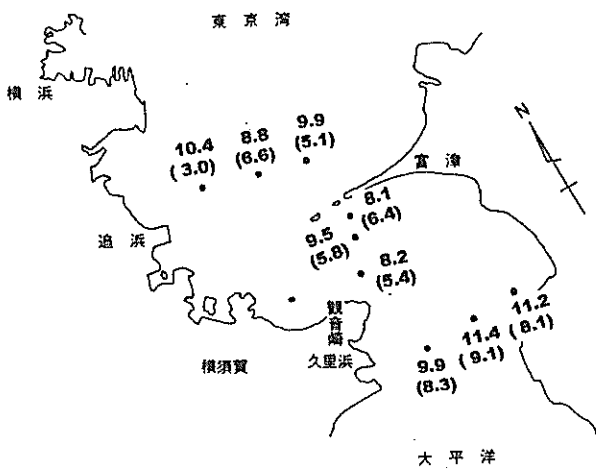 東京湾
横浜
N
10.4
(3.0)
8.8
(6.6)
9.9
(5.1)
富津
8.1
(6.4)
追浜
9.5
(5.8)
8.2
(5.4)
観音崎
横須賀
久里浜
11.2
(8.1)
11.4
(9.1)
9.9
(8.3)
大平洋